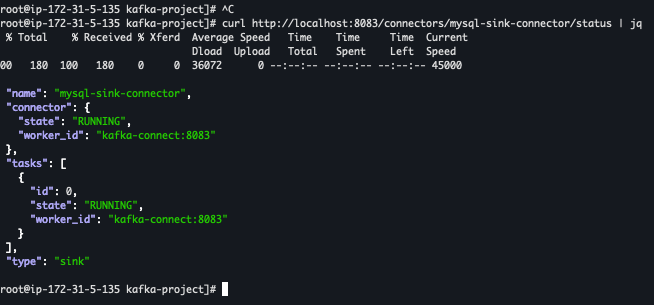 root@ip-172-31-5-135 kafka-project]# ^C
root@ip-172-31-5-135 kafka-project]# curl http://localhost:8083/connectors/mysql-sink-connector/status | jq
% Total % Received % Xferd Average Speed Time Time Time Current
Dload Upload Total Spent Left Speed
00 180 100 180 0 0 36072 0 --:--:-- --:--:-- --:--:-- 45000
"name": "mysql-sink-connector",
"connector": {
"state": "RUNNING",
"worker_id": "kafka-connect:8083"
},
"tasks": [
{
"id": 0,
"state": "RUNNING",
"worker_id": "kafka-connect:8083"
}
],
"type": "sink"
root@ip-172-31-5-135 kafka-project]#